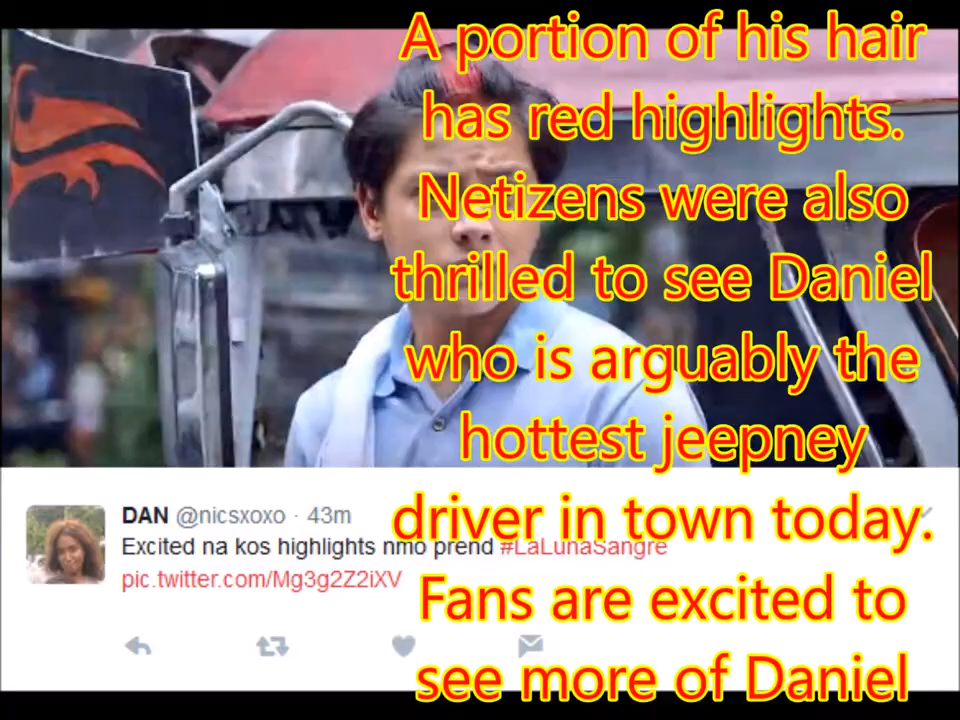 A portion of his hair
has red highlights.
Netizens were also
thrilled to see Daniel
who is arguably the
hottest jeepney
driver in town today.
Fans are excited to
see more of Daniel
DAN @nicsxoxo · 43m
Excited na kos highlights nmo prend #LaLunaSangre
pic.twitter.com/Mg3g2Z2iXV